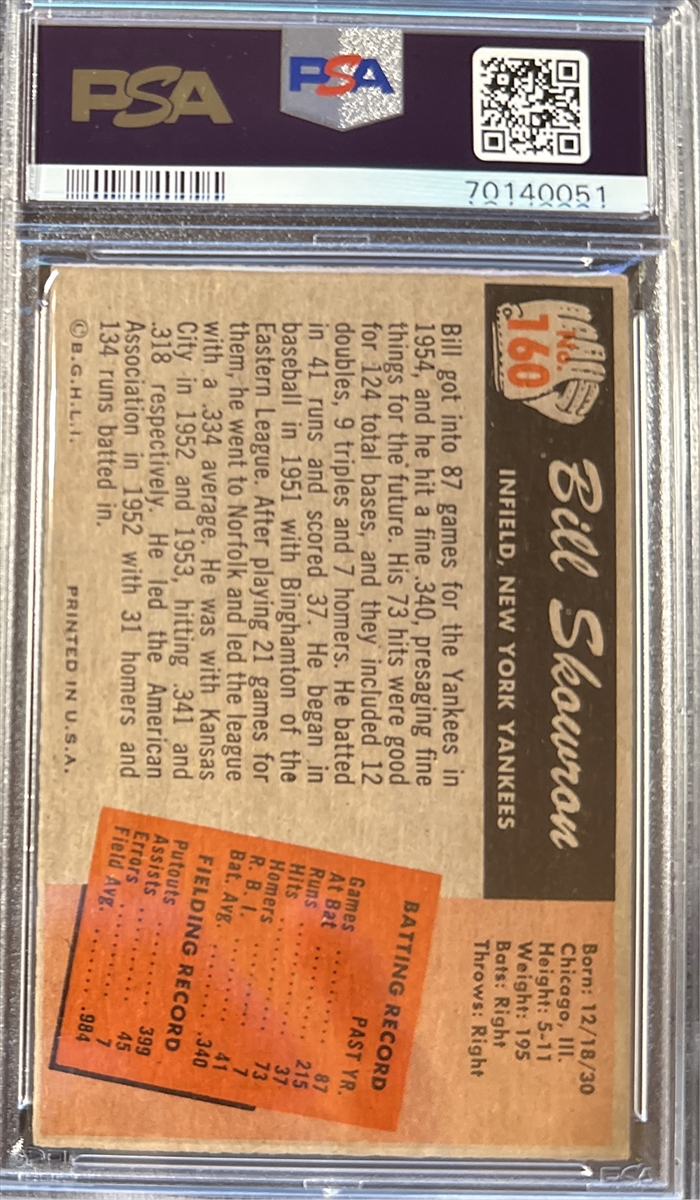 PSA
PSA
70140051
No.
160
Bill Skowron
INFIELD, NEW YORK YANKEES
Born: 12/18/30
Chicago, Ill.
Height: 5-11
Weight: 195
Bats: Right
Throws: Right
Bill got into 87 games for the Yankees in
1954, and he hit a fine .340, presaging fine
things for the future. His 73 hits were good
for 124 total bases, and they included 12
doubles, 9 triples and 7 homers. He batted
in 41 runs and scored 37. He began in
baseball in 1951 with Binghamton of the
Eastern League. After playing 21 games for
them, he went to Norfolk and led the league
with a .334 average. He was with Kansas
City in 1952 and 1953, hitting .341 and
.318 respectively. He led the American
Association in 1952 with 31 homers and
134 runs batted in.
© B.G.H.L.I.
PRINTED IN U.S.A.
BATTING RECORD
PAST YR.
Games 87
At Bat 215
Runs 37
Hits 73
Homers 7
R. B. I. 41
Bat. Avg. .340
FIELDING RECORD
Putouts 399
Assists 45
Errors 7
Field Avg. .984
PSA